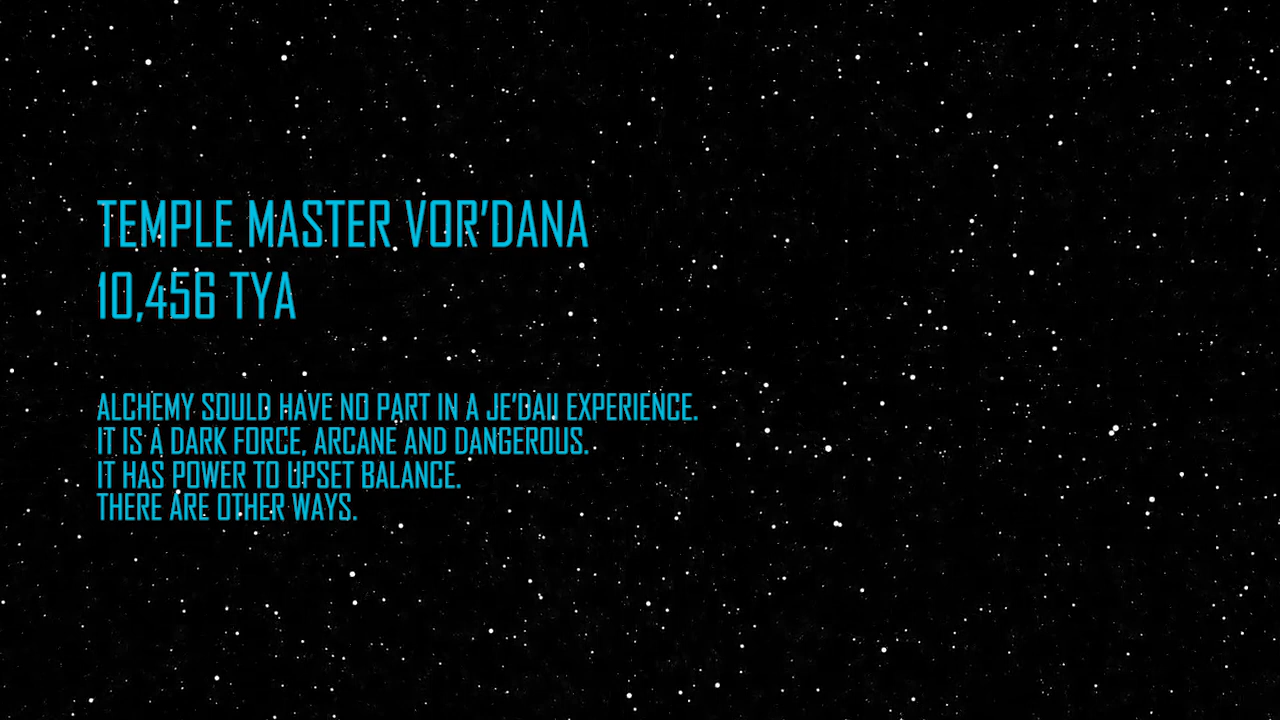 TEMPLE MASTER VOR'DANA
10,456 TYA
ALCHEMY SOULD HAVE NO PART IN A JE'DAII EXPERIENCE.
IT IS A DARK FORCE, ARCANE AND DANGEROUS.
IT HAS POWER TO UPSET BALANCE.
THERE ARE OTHER WAYS.